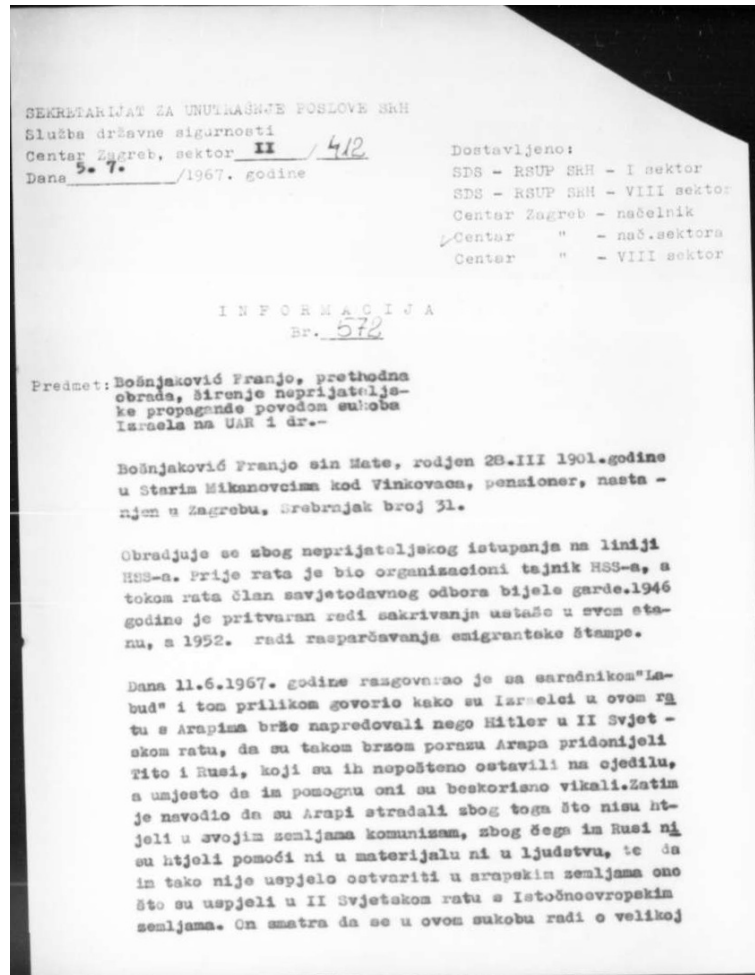 SEKRETARIJAT ZA UNUTRAŠNJE POSLOVE SRH
Služba državne sigurnosti
Centar Zagreb, sektor II / 412
Dana 5. 7. /1967. godine
Dostavljeno:
SDS - RSUP SRH - I sektor
SDS - RSUP SRH - VIII sektor
Centar Zagreb - načelnik
Centar " - nač.sektora
Centar " - VIII sektor
I N F O R M A C I J A
Br. 572
Predmet: Bošnjaković Franjo, prethodna
obrada, širenje neprijateljs-
ke propagande povodom sukoba
Izraela na UAR i dr.-
Bošnjaković Franjo sin Mate, rodjen 28.III 1901.godine
u Starim Mikanovcima kod Vinkovaca, penzioner, nasta -
njen u Zagrebu, Srebrnjak broj 31.
Obradjuje se zbog neprijateljskog istupanja na liniji
HSS-a. Prije rata je bio organizacioni tajnik HSS-a, a
tokom rata član savjetodavnog odbora bijele garde.1946
godine je pritvaran radi sakrivanja ustaše u svom sta-
nu, a 1952. radi rasparčavanja emigrantske štampe.
Dana 11.6.1967. godine razgovarao je sa saradnikom"La-
bud" i tom prilikom govorio kako su Izraelci u ovom ra
tu s Arapima brže napredovali nego Hitler u II Svjet -
skom ratu, da su takom brzom porazu Arapa pridonijeli
Tito i Rusi, koji su ih nepošteno ostavili na cjedilu,
a umjesto da im pomognu oni su beskorisno vikali.Zatim
je navodio da su Arapi stradali zbog toga što nisu ht-
jeli u svojim zemljama komunizam, zbog čega im Rusi ni
su htjeli pomoći ni u materijalu ni u ljudstvu, te da
im tako nije uspjelo ostvariti u arapskim zemljama ono
što su uspjeli u II Svjetskom ratu s Istočnoevropskim
zemljama. On smatra da se u ovom sukobu radi o velikoj